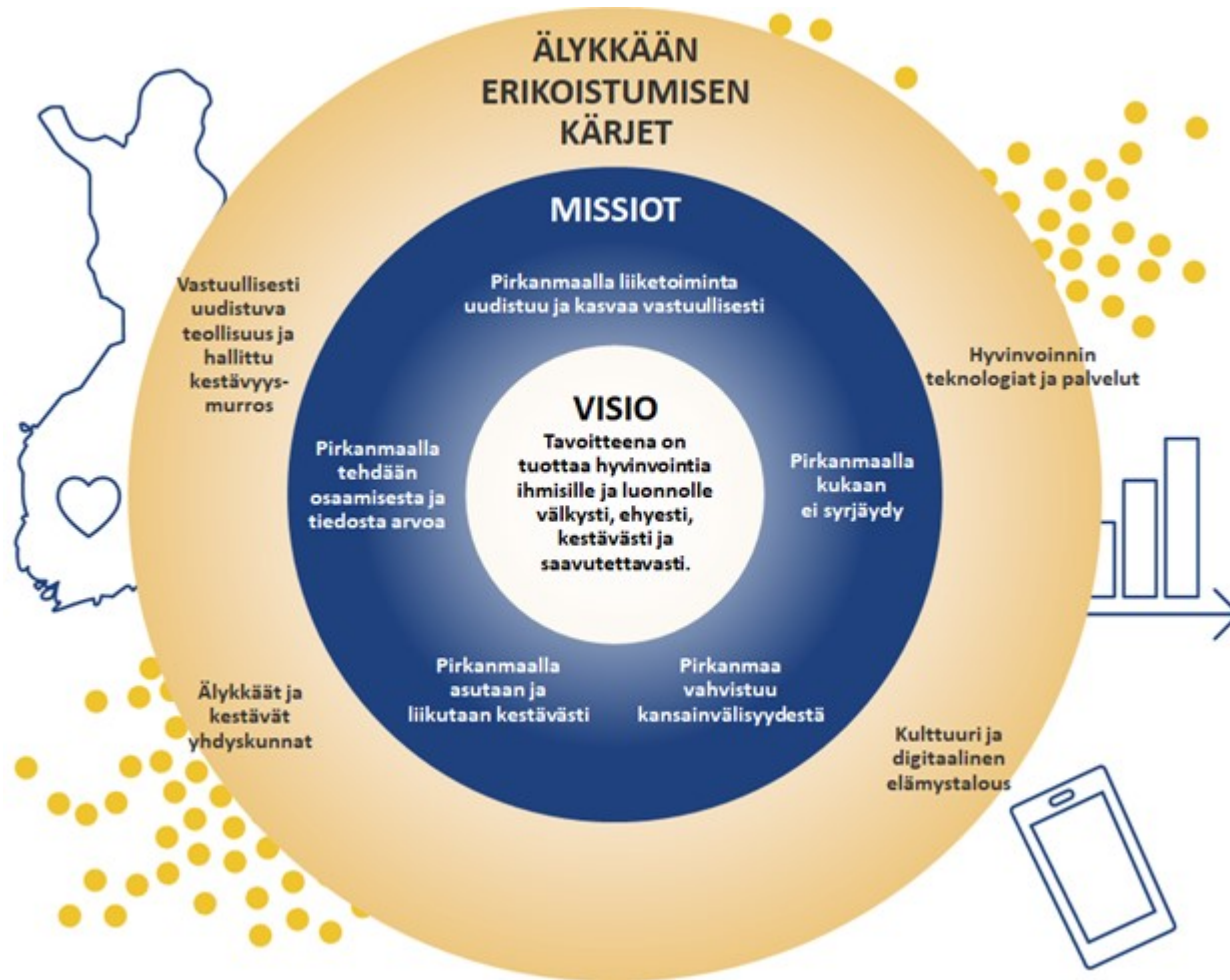 ÄLYKKÄÄN
ERIKOISTUMISEN
KÄRJET
MISSIOT
Pirkanmaalla liiketoiminta
uudistuu ja kasvaa vastuullisesti
Vastuullisesti
uudistuva
teollisuus ja
hallittu
kestävyys-
murros
Hyvinvoinnin
teknologiat ja palvelut
VISIO
Tavoitteena on
tuottaa hyvinvointia
ihmisille ja luonnolle
välkysti, ehyesti,
kestävästi ja
saavutettavasti.
Pirkanmaalla
tehdään
osaamisesta ja
tiedosta arvoa
Pirkanmaalla
kukaan
ei syrjäydy
Pirkanmaalla
asutaan ja
liikutaan kestävästi
Pirkanmaa
vahvistuu
kansainvälisyydestä
Älykkäät ja
kestävät
yhdyskunnat
Kulttuuri ja
digitaalinen
elämystalous